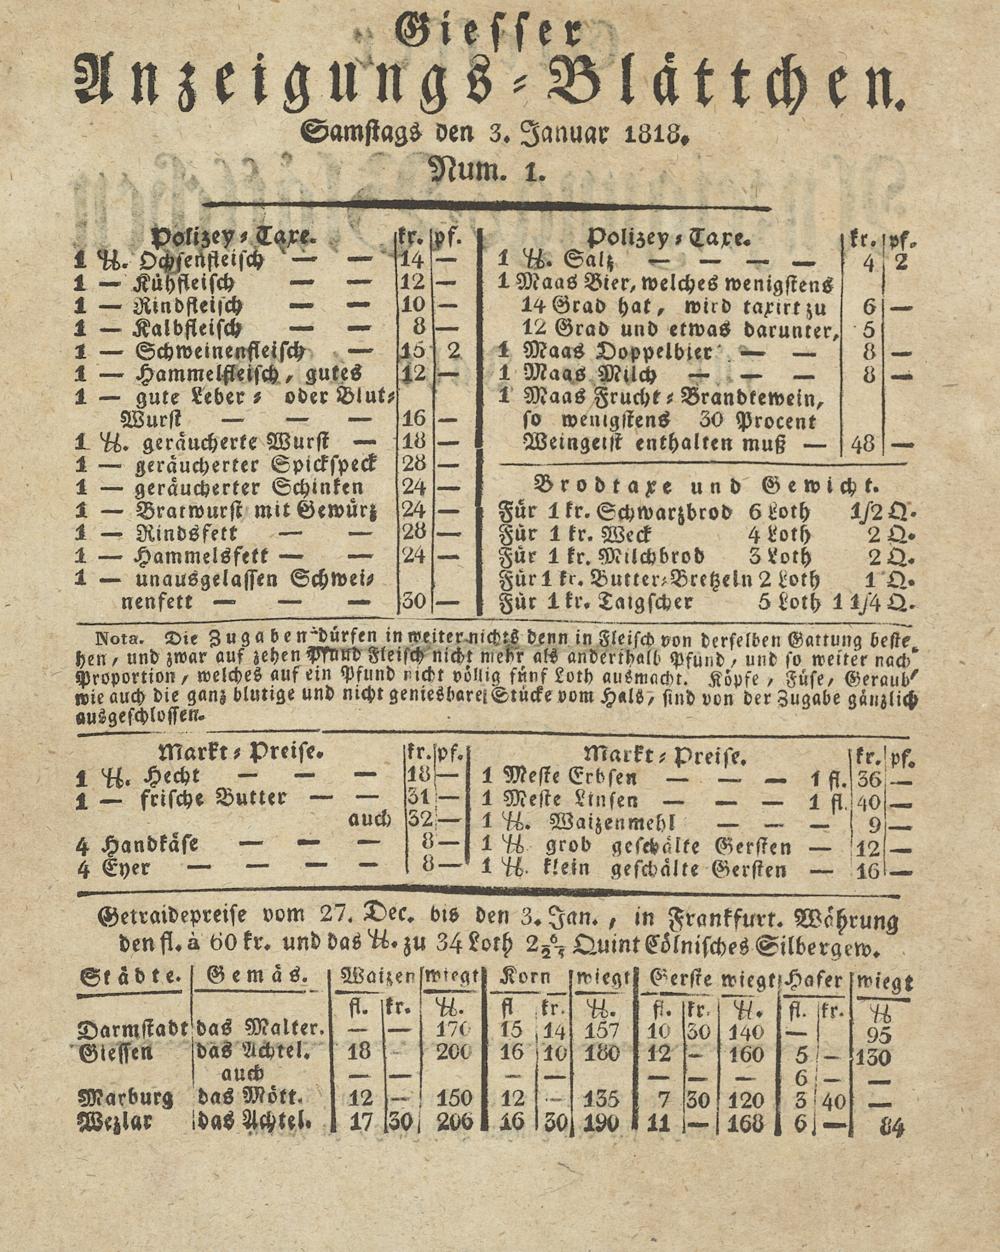 Giesser
Anzeigungs-Blättchen.
Samstags den 3. Januar 1818.
Num. 1.
Polizey-Taxe. kr. pf.
1 ℔. Ochsenfleisch — — 14 —
1 — Kühfleisch — — 12 —
1 — Rindfleisch — — 10 —
1 — Kalbfleisch — — 8 —
1 — Schweinenfleisch — 15 2
1 — Hammelfleisch, gutes 12 —
1 — gute Leber- oder Blut-
Wurst — — — 16 —
1 ℔. geräucherte Wurst — 18 —
1 — geräucherter Spickspeck 28 —
1 — geräucherter Schinken 24 —
1 — Bratwurst mit Gewürz 24 —
1 — Rindsfett — — 28 —
1 — Hammelsfett — — 24 —
1 — unausgelassen Schwei-
nenfett — — — 30 —
Polizey-Taxe. kr. pf.
1 ℔. Salz — — — — 4 2
1 Maas Bier, welches wenigstens
14 Grad hat, wird taxirt zu 6 —
12 Grad und etwas darunter, 5
1 Maas Doppelbier — — 8 —
1 Maas Milch — — — 8 —
1 Maas Frucht-Brandtewein,
so wenigstens 30 Procent
Weingeist enthalten muß — 48 —
Brodtaxe und Gewicht.
Für 1 kr. Schwarzbrod 6 Loth 1/2 Q.
Für 1 kr. Weck 4 Loth 2 Q.
Für 1 kr. Milchbrod 3 Loth 2 Q.
Für 1 kr. Butter-Bretzeln 2 Loth 1 Q.
Für 1 kr. Taigscher 5 Loth 1 1/4 Q.
Nota. Die Zugaben dürfen in weiter nichts denn in Fleisch von derselben Gattung beste-
hen, und zwar auf zehen Pfund Fleisch nicht mehr als anderthalb Pfund, und so weiter nach
Proportion, welches auf ein Pfund nicht völlig fünf Loth ausmacht. Köpfe, Füse, Geraub'
wie auch die ganz blutige und nicht geniesbare Stücke vom Hals, sind von der Zugabe gänzlich
ausgeschlossen.
Markt-Preise. kr. pf.
1 ℔. Hecht — — — 18 —
1 — frische Butter — — 31 —
auch 32 —
4 Handkäse — — — 8 —
4 Eyer — — — — 8 —
Markt-Preise. kr. pf.
1 Meste Erbsen — — — 1 fl. 36 —
1 Meste Linsen — — — 1 fl. 40 —
1 ℔. Waizenmehl — — — 9 —
1 ℔ grob geschälte Gersten — 12 —
1 ℔. klein geschälte Gersten — 16 —
Getraidepreise vom 27. Dec. bis den 3. Jan., in Frankfurt. Währung
den fl. à 60 kr. und das ℔. zu 34 Loth Quint Cölnisches Silbergew.
Städte. Gemäs. Waizen wiegt Korn wiegt Gerste wiegt Hafer wiegt
fl. kr. ℔. fl kr. ℔. fl. kr. ℔. fl. kr. ℔
Darmstadt das Malter. — — 170 15 14 157 10 30 140 — 95
Giessen das Achtel. 18 — 200 16 10 180 12 — 160 5 — 130
auch — — — — — — — — — 6 — —
Marburg das Mött. 12 — 150 12 — 135 7 30 120 3 40 —
Wezlar das Achtel. 17 30 206 16 30 190 11 — 168 6 — 84